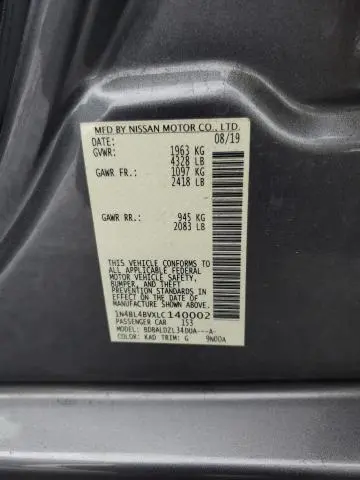 MFD BY NISSAN MOTOR CO., LTD.
DATE: 08/19
GVWR: 1963 KG
4328 LB
GAWR FR.: 1097 KG
2418 LB
GAWR RR.: 945 KG
2083 LB
THIS VEHICLE CONFORMS TO
ALL APPLICABLE FEDERAL
MOTOR VEHICLE SAFETY,
BUMPER, AND THEFT
PREVENTION STANDARDS IN
EFFECT ON THE DATE OF
MANUFACTURE SHOWN ABOVE.
1N4BL4BVXLC140002
PASSENGER CAR 153
MODEL: BDBALDZL34DUA---A-
COLOR: KAD TRIM: G 9N00A